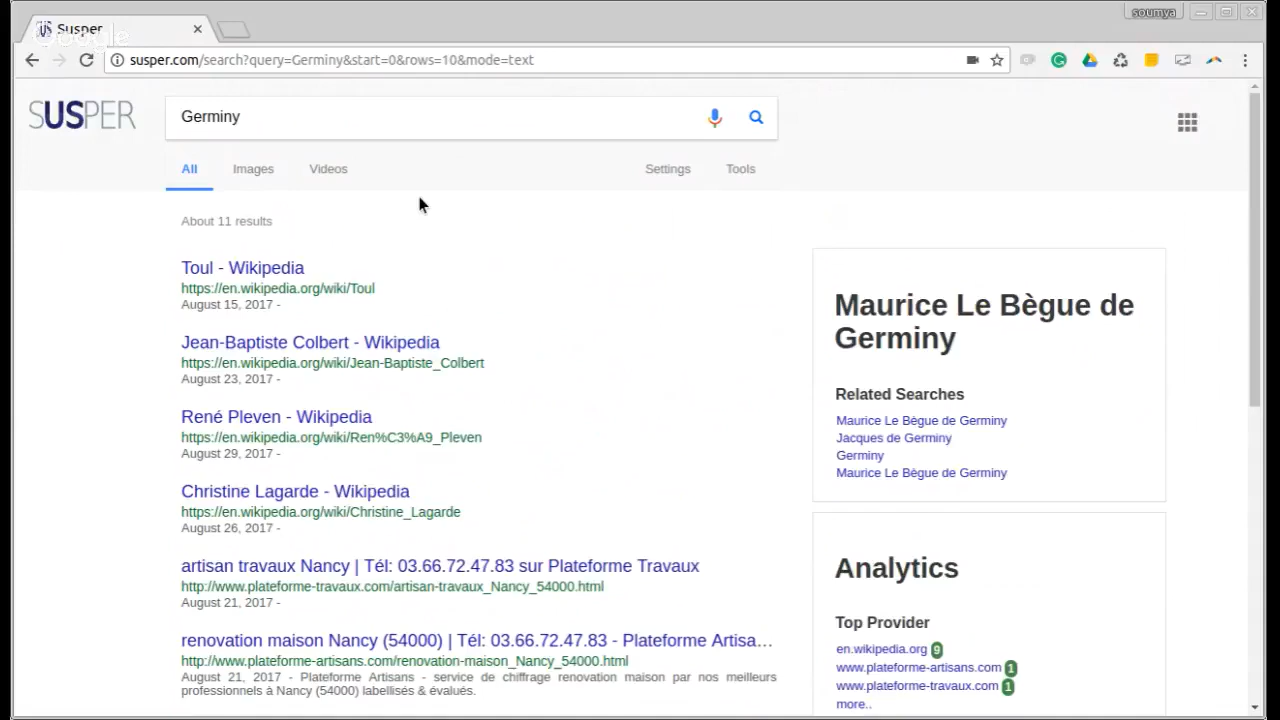 soumya
Susper
Google
susper.com/search?query=Germiny&start=0&rows=10&mode=text
SUSPER
Germiny
All Images Videos Settings Tools
About 11 results
Toul - Wikipedia
https://en.wikipedia.org/wiki/Toul
August 15, 2017 -
Jean-Baptiste Colbert - Wikipedia
https://en.wikipedia.org/wiki/Jean-Baptiste_Colbert
August 23, 2017 -
René Pleven - Wikipedia
https://en.wikipedia.org/wiki/Ren%C3%A9_Pleven
August 29, 2017 -
Christine Lagarde - Wikipedia
https://en.wikipedia.org/wiki/Christine_Lagarde
August 26, 2017 -
artisan travaux Nancy | Tél: 03.66.72.47.83 sur Plateforme Travaux
http://www.plateforme-travaux.com/artisan-travaux_Nancy_54000.html
August 21, 2017 -
renovation maison Nancy (54000) | Tél: 03.66.72.47.83 - Plateforme Artisa...
http://www.plateforme-artisans.com/renovation-maison_Nancy_54000.html
August 21, 2017 - Plateforme Artisans - service de chiffrage renovation maison par nos meilleurs
professionnels à Nancy (54000) labellisés & évalués.
Maurice Le Bègue de
Germiny
Related Searches
Maurice Le Bègue de Germiny
Jacques de Germiny
Germiny
Maurice Le Bègue de Germiny
Analytics
Top Provider
en.wikipedia.org 9
www.plateforme-artisans.com 1
www.plateforme-travaux.com 1
more..